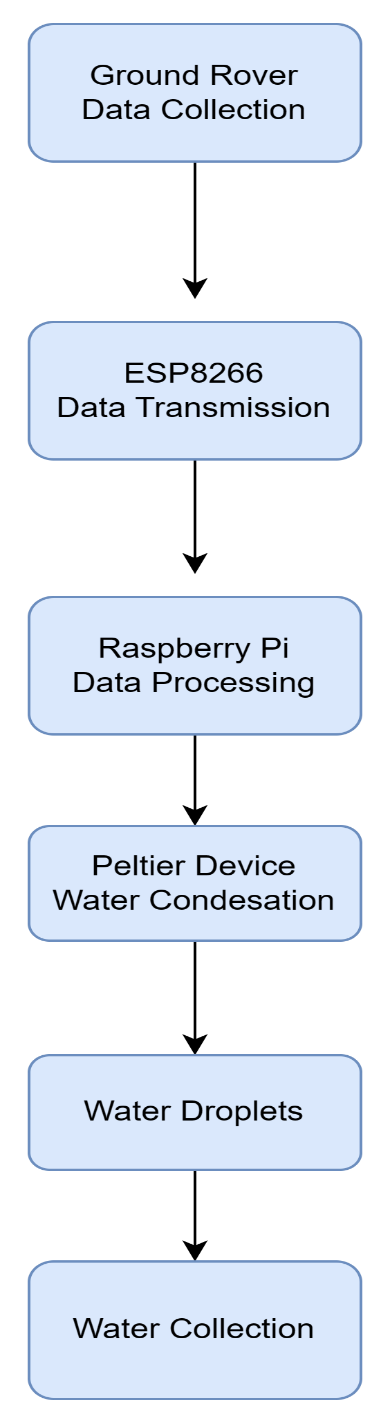 Ground Rover
Data Collection
ESP8266
Data Transmission
Raspberry Pi
Data Processing
Peltier Device
Water Condesation
Water Droplets
Water Collection